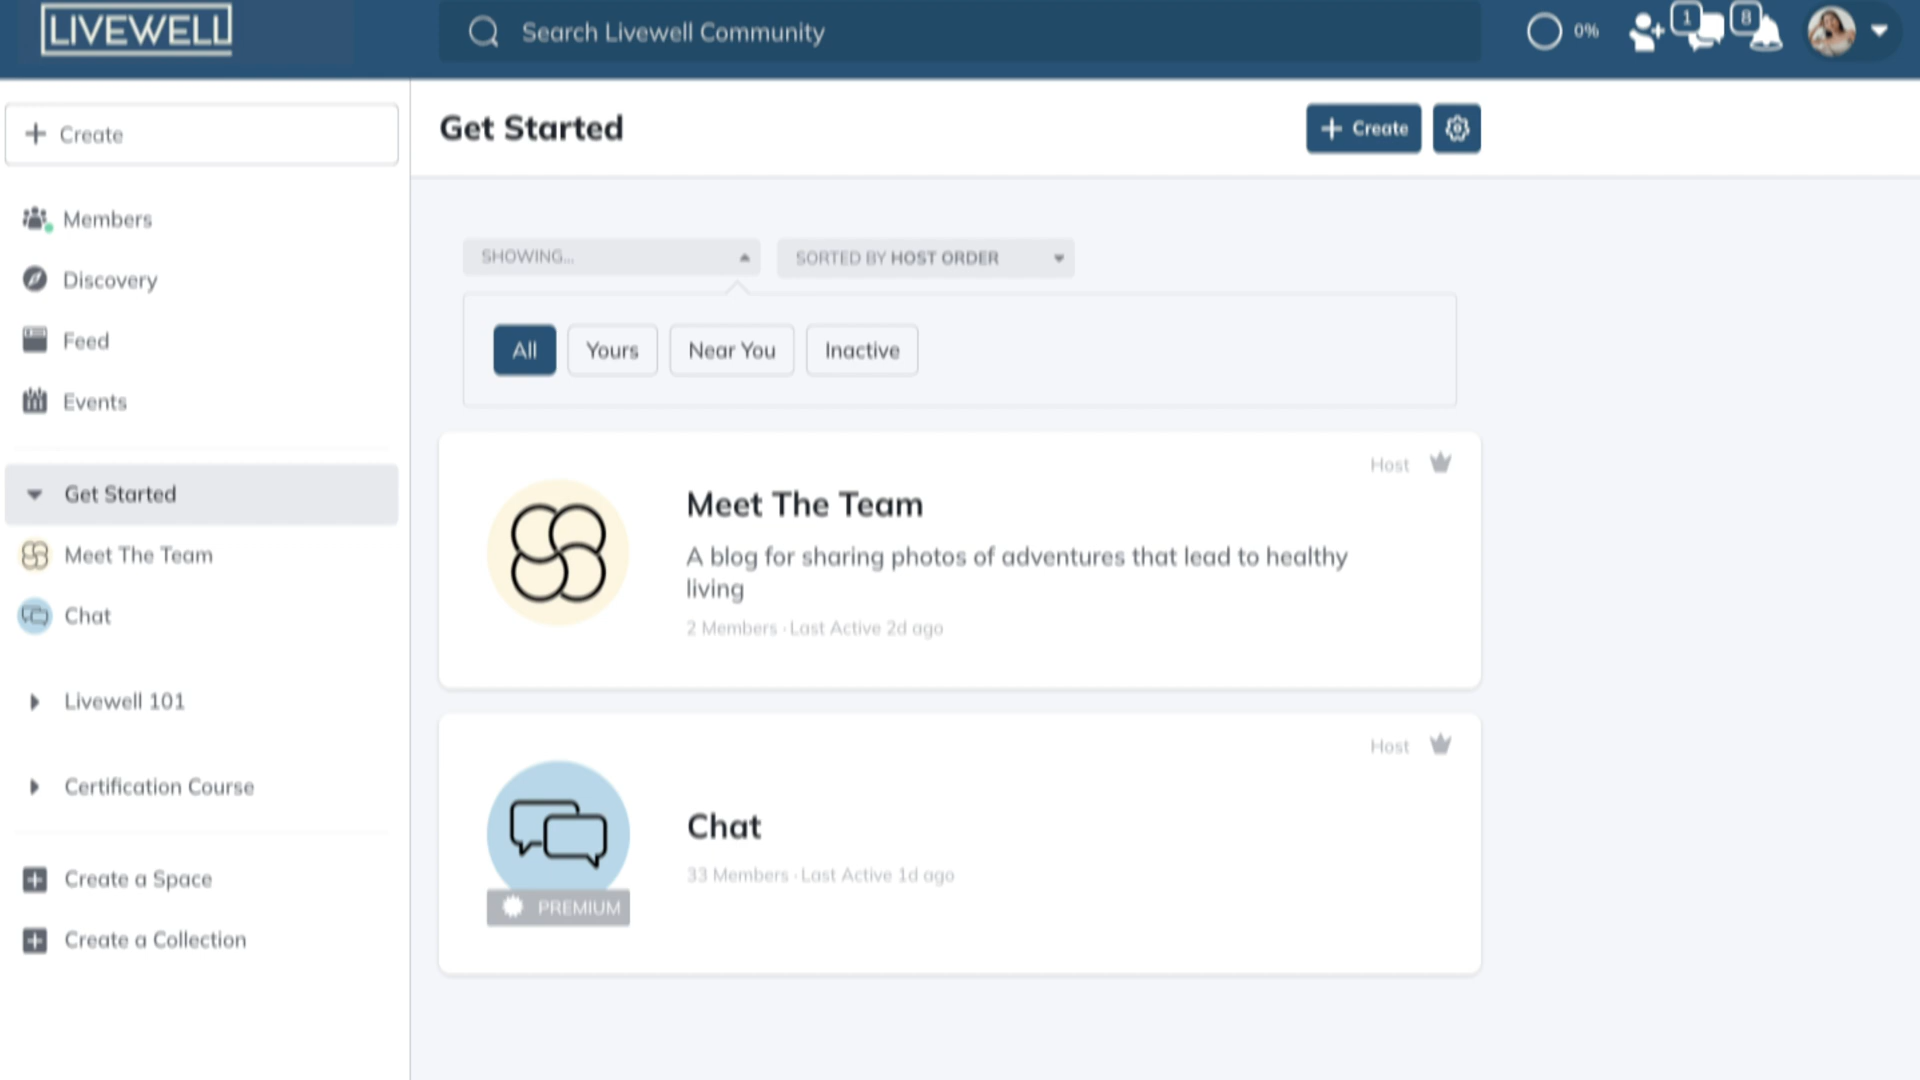 LIVEWELL
Search Livewell Community
0%
1
8
Create
Members
Discovery
Feed
Events
Get Started
Meet The Team
Chat
Livewell 101
Certification Course
Create a Space
Create a Collection
Get Started
Create
SHOWING...
SORTED BY HOST ORDER
All
Yours
Near You
Inactive
Host
Meet The Team
A blog for sharing photos of adventures that lead to healthy
living
2 Members · Last Active 2d ago
Host
Chat
33 Members · Last Active 1d ago
PREMIUM